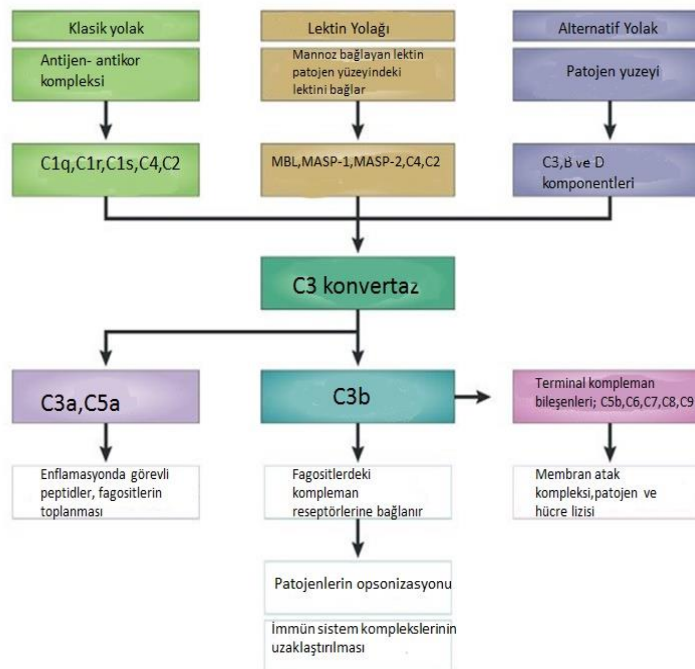 Klasik yolak
Lektin Yolağı
Alternatif Yolak
Antijen- antikor
kompleksi
Mannoz bağlayan lektin
patojen yüzeyindeki
lektini bağlar
Patojen yuzeyi
C1q,C1r,C1s,C4,C2
MBL,MASP-1,MASP-2,C4,C2
C3,B ve D
komponentleri
C3 konvertaz
C3a,C5a
C3b
Terminal kompleman
bileşenleri; C5b,C6,C7,C8,C9
Enflamasyonda görevli
peptidler, fagositlerin
toplanması
Fagositlerdeki
kompleman
reseptörlerine bağlanır
Membran atak
kompleksi,patojen ve
hücre lizisi
Patojenlerin opsonizasyonu
İmmün sistem komplekslerinin
uzaklaştırılması